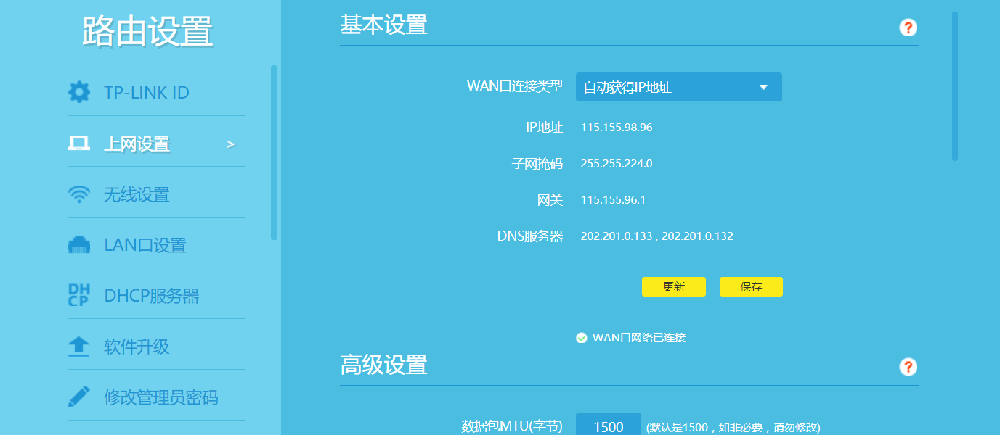 路由设置
TP-LINK ID
上网设置 >
无线设置
LAN口设置
DHCP DHCP服务器
软件升级
修改管理员密码
基本设置 ?
WAN口连接类型 自动获得IP地址
IP地址 115.155.98.96
子网掩码 255.255.224.0
网关 115.155.96.1
DNS服务器 202.201.0.133 , 202.201.0.132
更新 保存
WAN口网络已连接
高级设置 ?
数据包MTU(字节) 1500 (默认是1500，如非必要，请勿修改)